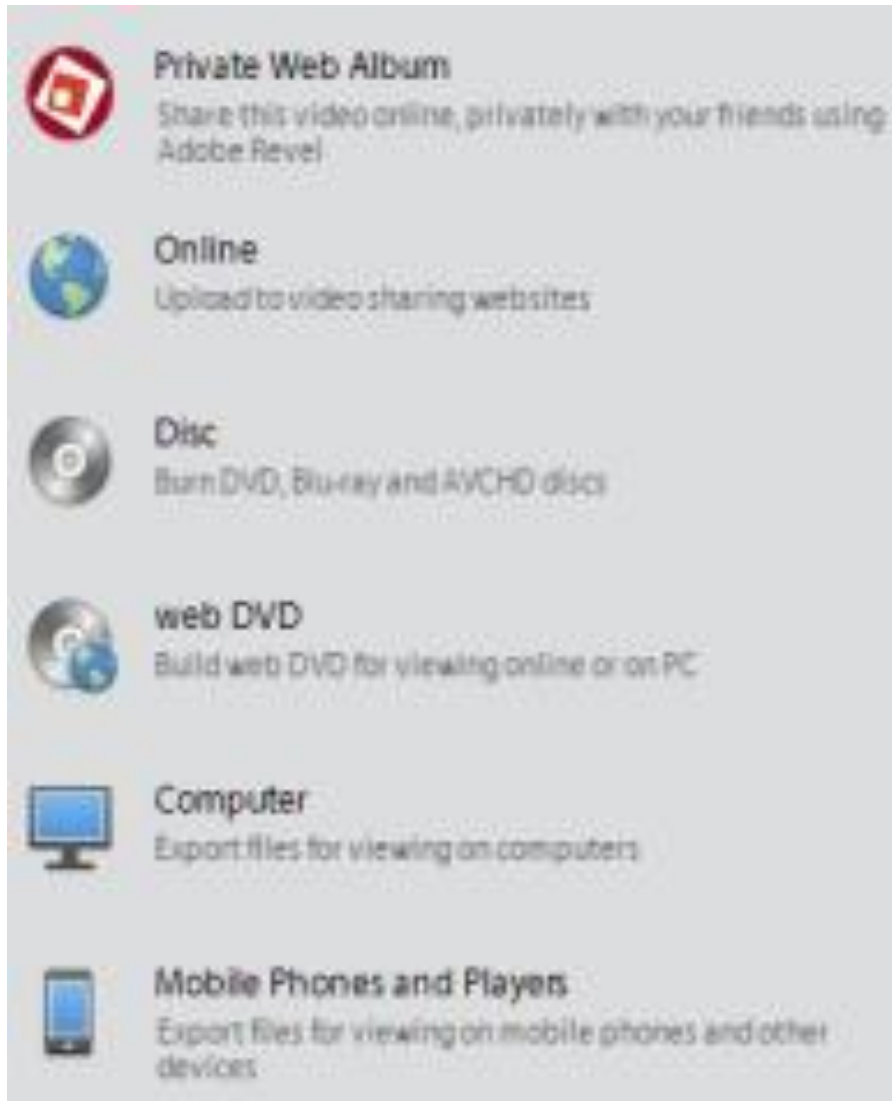 Private Web Album
Share this video online, privately with your friends using
Adobe Revel
Online
Upload to video sharing websites
Disc
Burn DVD, Blu-ray and AVCHD discs
web DVD
Build web DVD for viewing online or on PC
Computer
Export files for viewing on computers
Mobile Phones and Players
Export files for viewing on mobile phones and other
devices